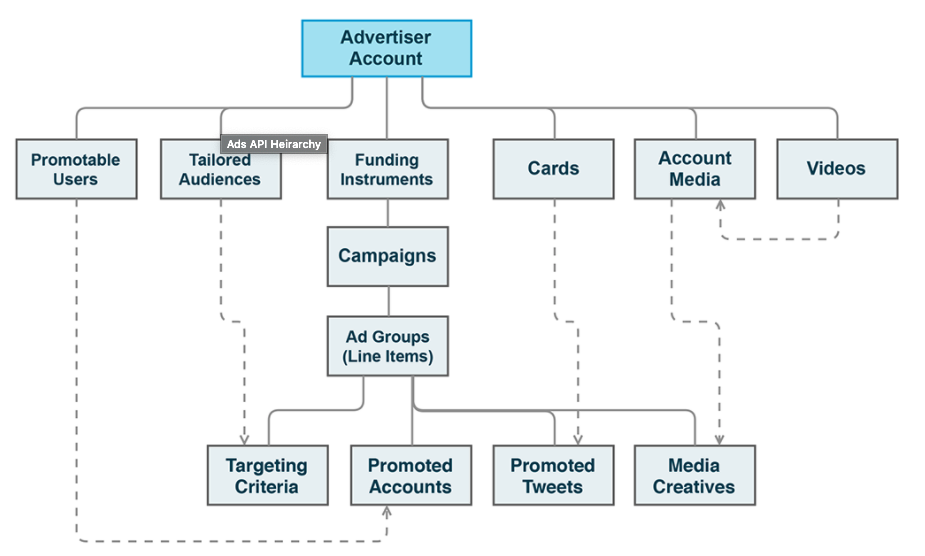 Advertiser
Account
Ads API Heirarchy
Promotable
Users
Tailored
Audiences
Funding
Instruments
Cards
Account
Media
Videos
Campaigns
Ad Groups
(Line Items)
Targeting
Criteria
Promoted
Accounts
Promoted
Tweets
Media
Creatives